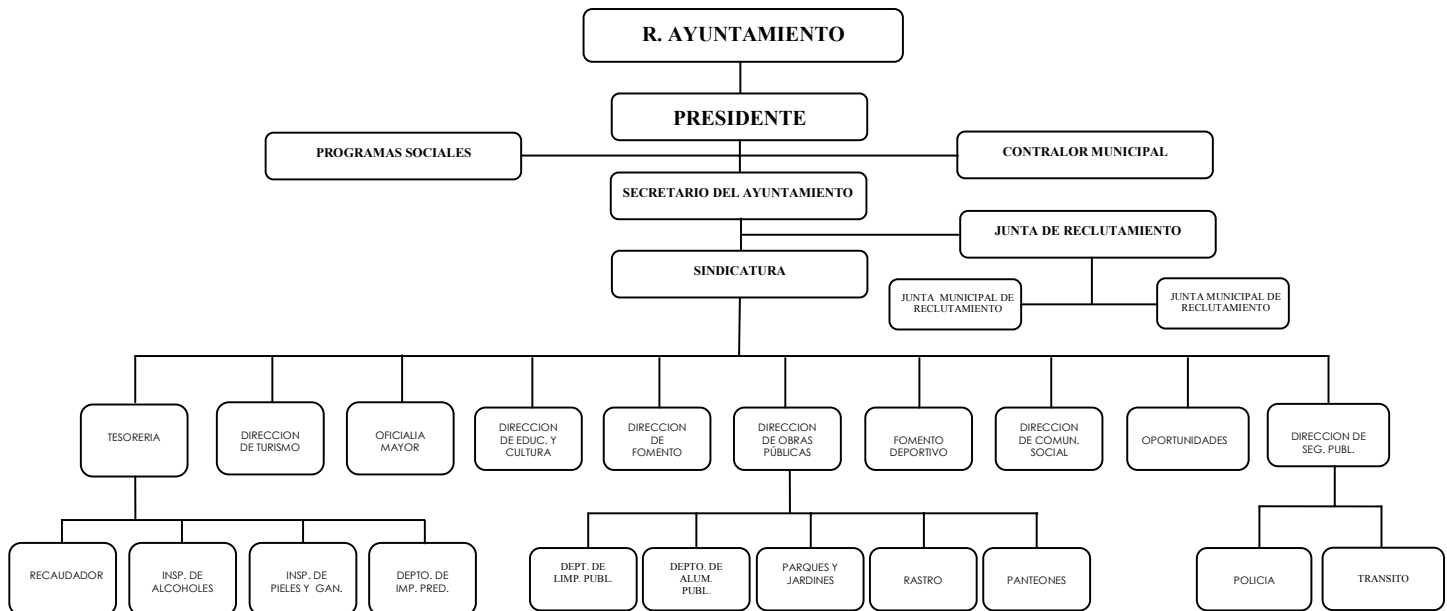 R. AYUNTAMIENTO
PRESIDENTE
PROGRAMAS SOCIALES
CONTRALOR MUNICIPAL
SECRETARIO DEL AYUNTAMIENTO
JUNTA DE RECLUTAMIENTO
SINDICATURA
JUNTA MUNICIPAL DE
RECLUTAMIENTO
JUNTA MUNICIPAL DE
RECLUTAMIENTO
TESORERIA
DIRECCION
DE TURISMO
OFICIALIA
MAYOR
DIRECCION
DE EDUC. Y
CULTURA
DIRECCION
DE
FOMENTO
DIRECCION
DE OBRAS
PÚBLICAS
FOMENTO
DEPORTIVO
DIRECCION
DE COMUN.
SOCIAL
OPORTUNIDADES
DIRECCION DE
SEG. PUBL.
RECAUDADOR
INSP. DE
ALCOHOLES
INSP. DE
PIELES Y GAN.
DEPTO. DE
IMP. PRED.
DEPT. DE
LIMP. PUBL.
DEPTO. DE
ALUM.
PUBL.
PARQUES Y
JARDINES
RASTRO
PANTEONES
POLICIA
TRANSITO